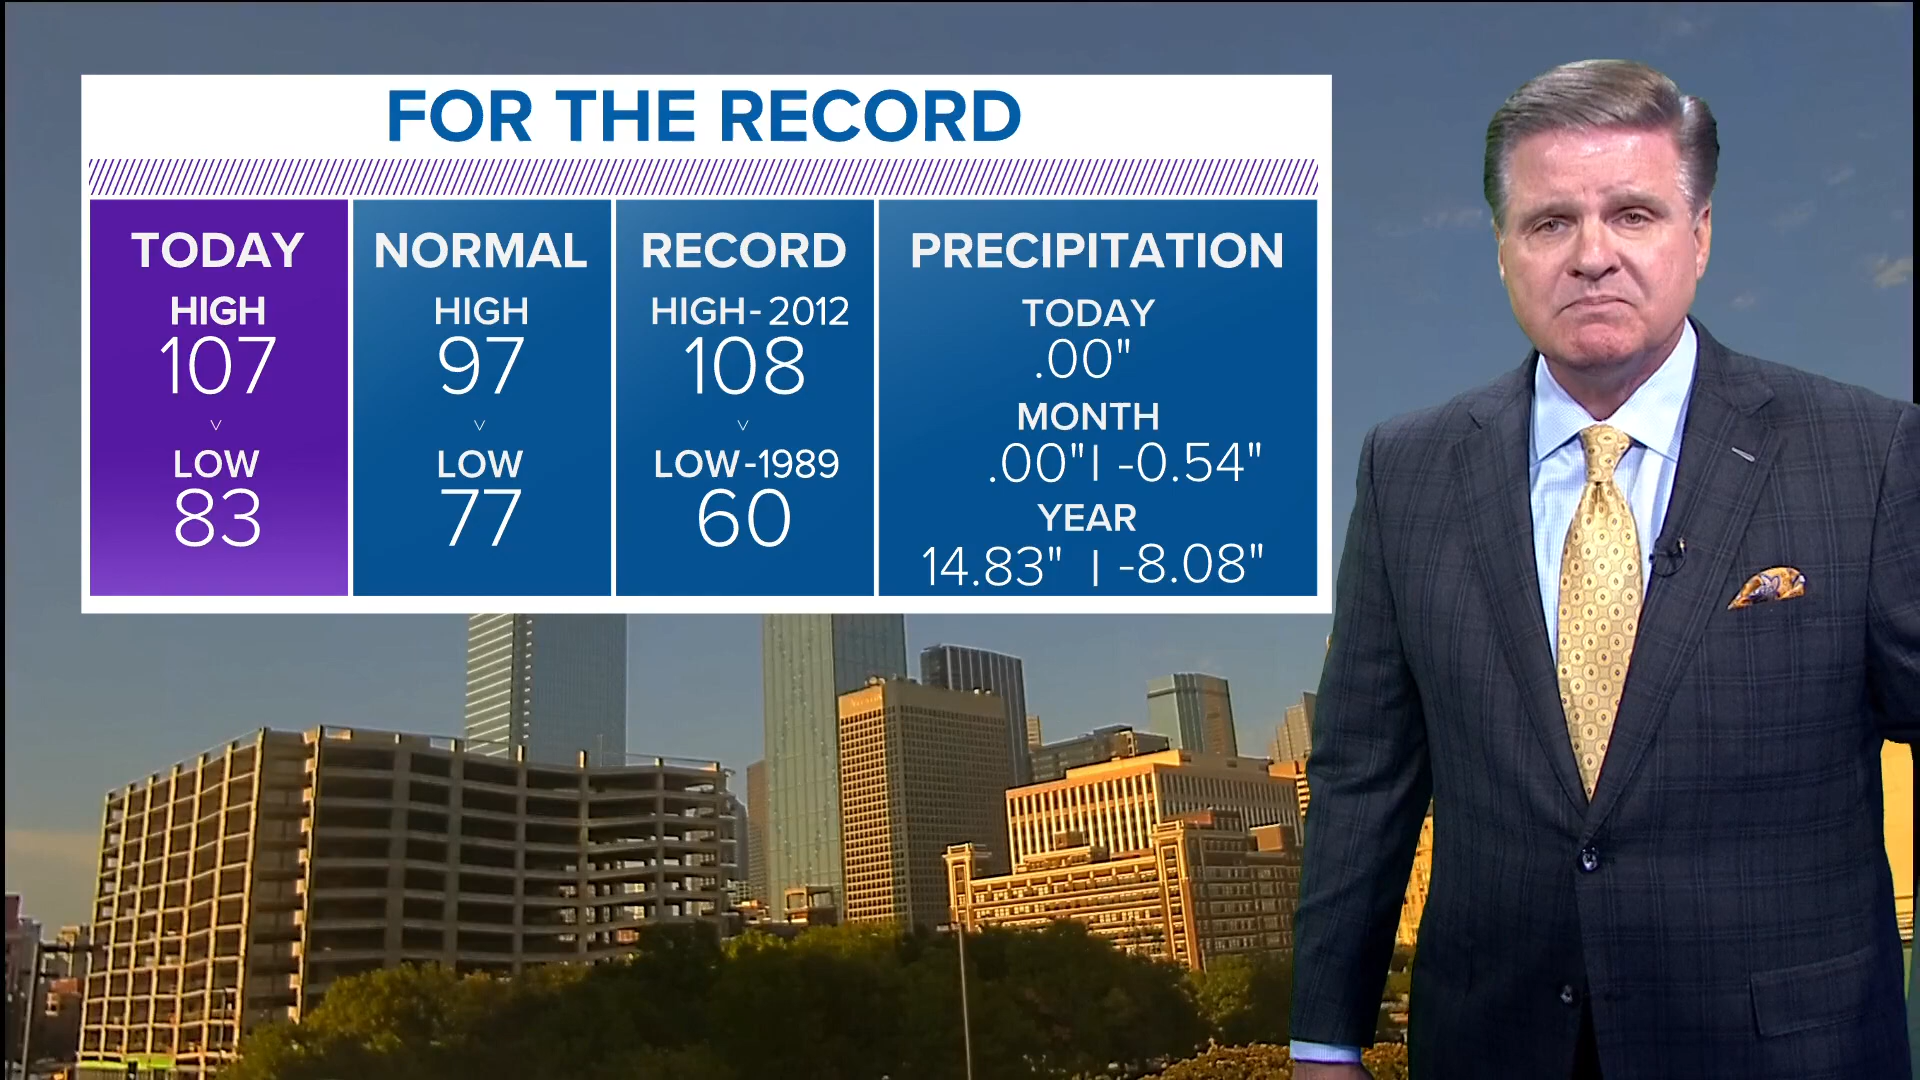 FOR THE RECORD
TODAY
HIGH
107
LOW
83
NORMAL
HIGH
97
LOW
77
RECORD
HIGH - 2012
108
LOW -1989
60
PRECIPITATION
TODAY
.00"
MONTH
.00" | -0.54"
YEAR
14.83" | -8.08"